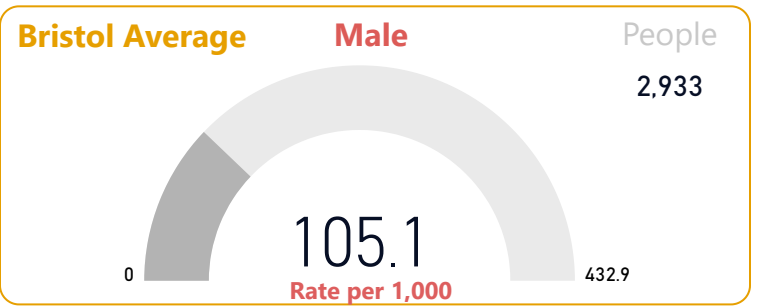 Bristol Average
Male
People
2,933
105.1
0
432.9
Rate per 1,000